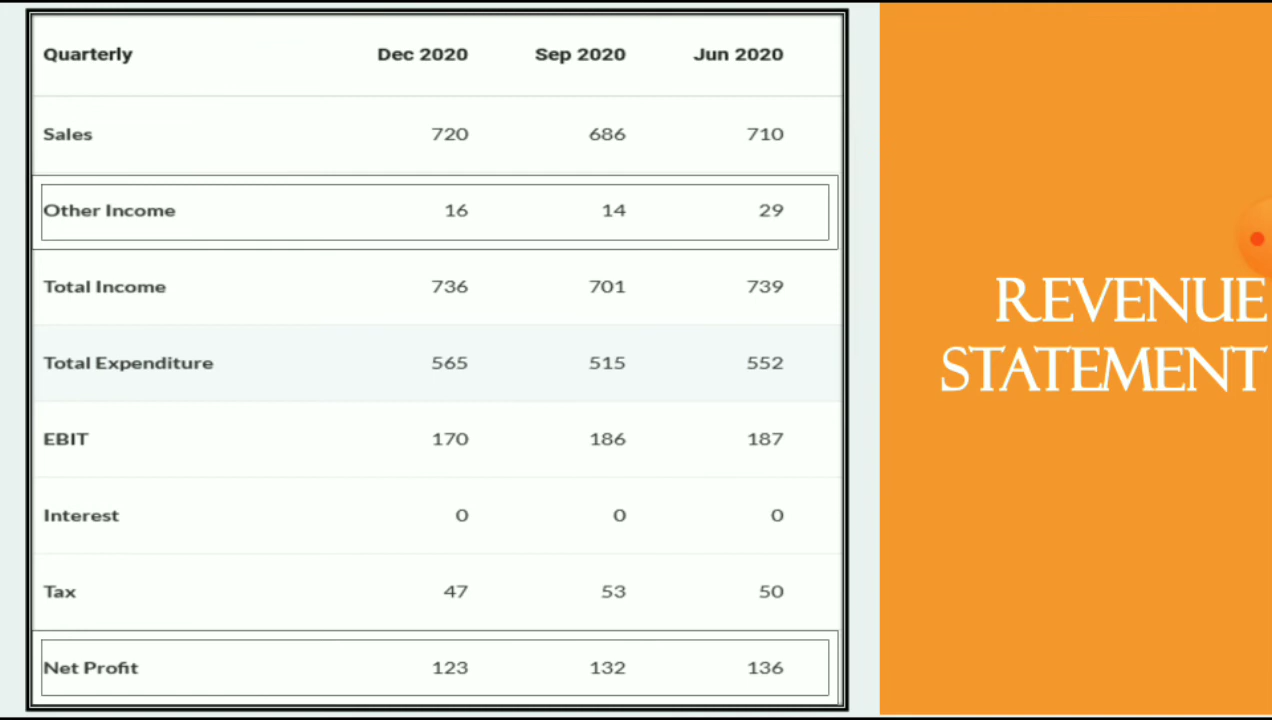 Quarterly Dec 2020 Sep 2020 Jun 2020
Sales 720 686 710
Other Income 16 14 29
Total Income 736 701 739
Total Expenditure 565 515 552
EBIT 170 186 187
Interest 0 0 0
Tax 47 53 50
Net Profit 123 132 136
REVENUE
STATEMENT